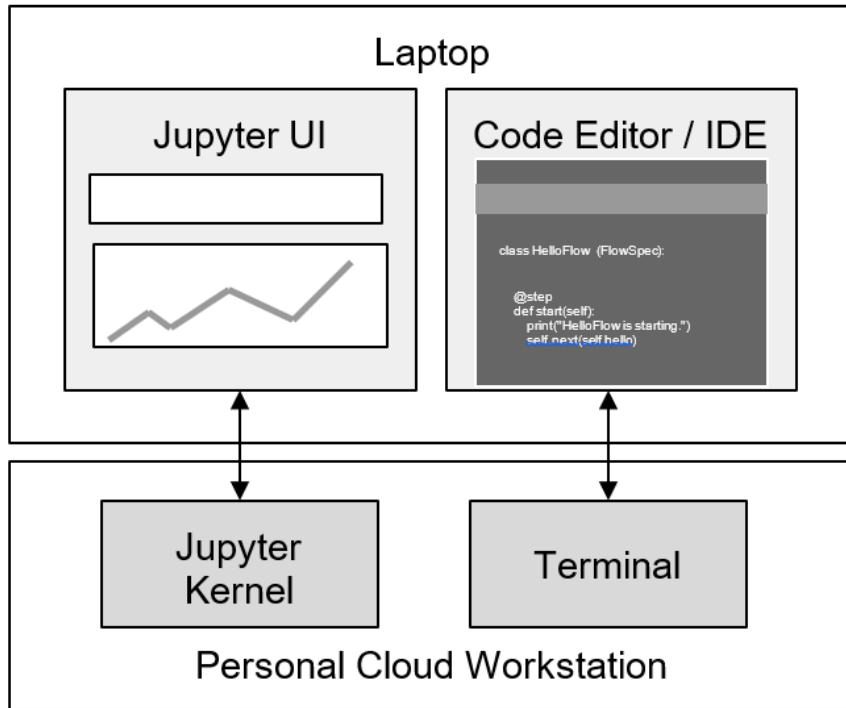 Laptop
Jupyter UI
Code Editor / IDE
class HelloFlow (FlowSpec):
@step
def start(self):
print("HelloFlow is starting.")
self.next(self.hello)
Jupyter
Kernel
Terminal
Personal Cloud Workstation